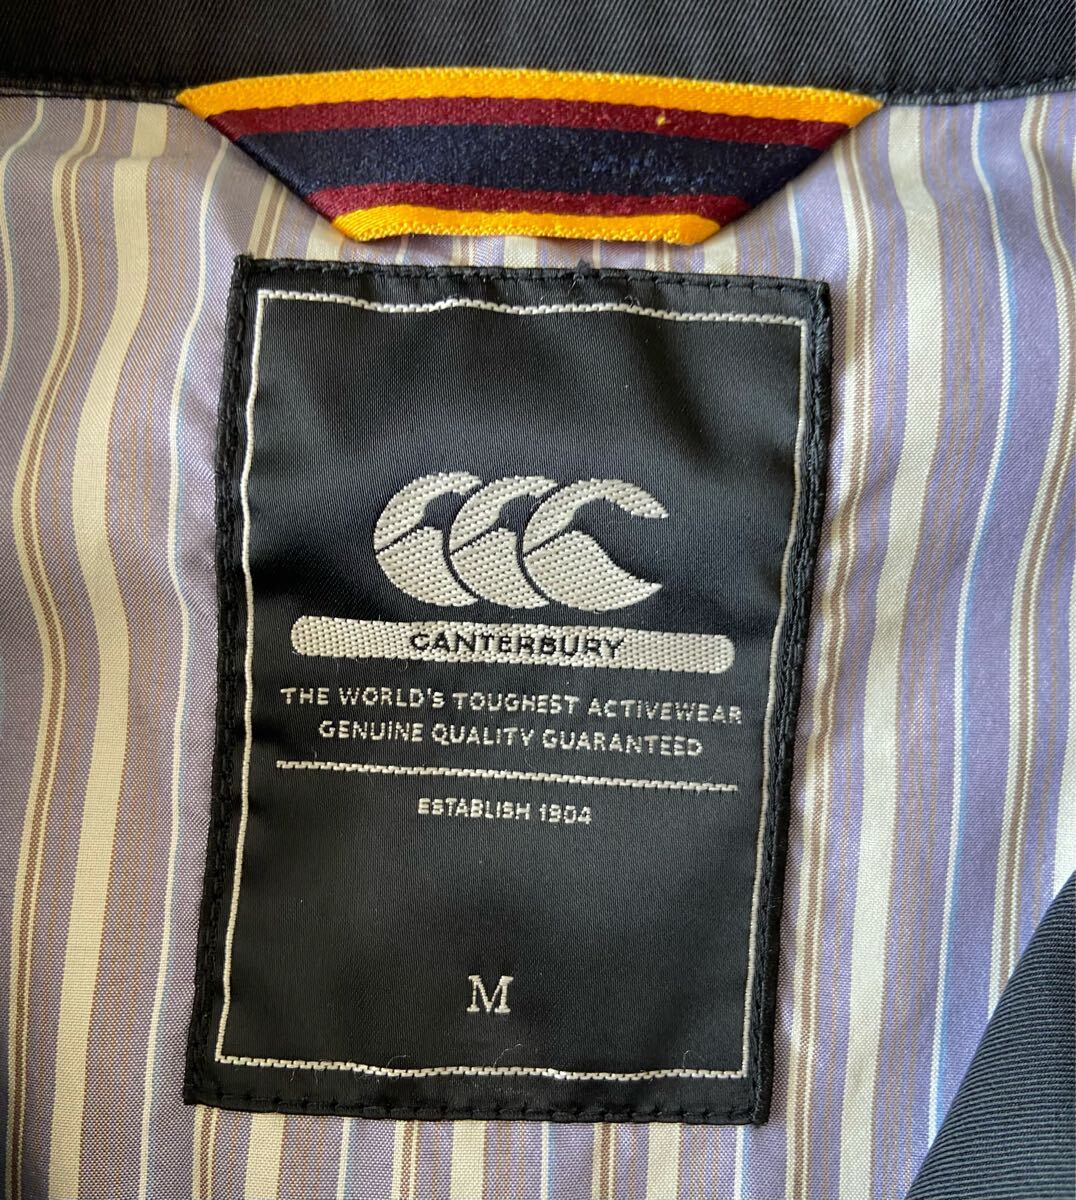 CANTERBURY
THE WORLD'S TOUGHEST ACTIVEWEAR
GENUINE QUALITY GUARANTEED
ESTABLISH 1904
M